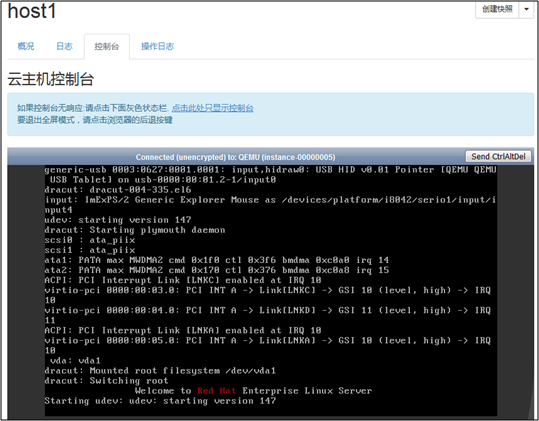 host1
创建快照
概况
日志
控制台
操作日志
云主机控制台
如果控制台无响应:请点击下面灰色状态栏. 点击此处只显示控制台
要退出全屏模式，请点击浏览器的后退按键
Connected (unencrypted) to: QEMU (instance-00000005)
Send CtrlAltDel
generic-usb 0003:0627:0001.0001: input,hidraw0: USB HID v0.01 Pointer [QEMU QEMU
USB Tablet] on usb-0000:00:01.2-1/input0
dracut: dracut-004-335.el6
input: ImExPS/2 Generic Explorer Mouse as /devices/platform/i8042/serio1/input/i
nput4
udev: starting version 147
dracut: Starting plymouth daemon
scsi0 : ata_piix
scsi1 : ata_piix
ata1: PATA max MWDMA2 cmd 0x1f0 ctl 0x3f6 bmdma 0xc0a0 irq 14
ata2: PATA max MWDMA2 cmd 0x170 ctl 0x376 bmdma 0xc0a8 irq 15
ACPI: PCI Interrupt Link [LNKC] enabled at IRQ 10
virtio-pci 0000:00:03.0: PCI INT A -> Link[LNKC] -> GSI 10 (level, high) -> IRQ
10
virtio-pci 0000:00:04.0: PCI INT A -> Link[LNKD] -> GSI 11 (level, high) -> IRQ
11
ACPI: PCI Interrupt Link [LNKA] enabled at IRQ 10
virtio-pci 0000:00:05.0: PCI INT A -> Link[LNKA] -> GSI 10 (level, high) -> IRQ
10
vda: vda1
dracut: Mounted root filesystem /dev/vda1
dracut: Switching root
Welcome to Red Hat Enterprise Linux Server
Starting udev: udev: starting version 147